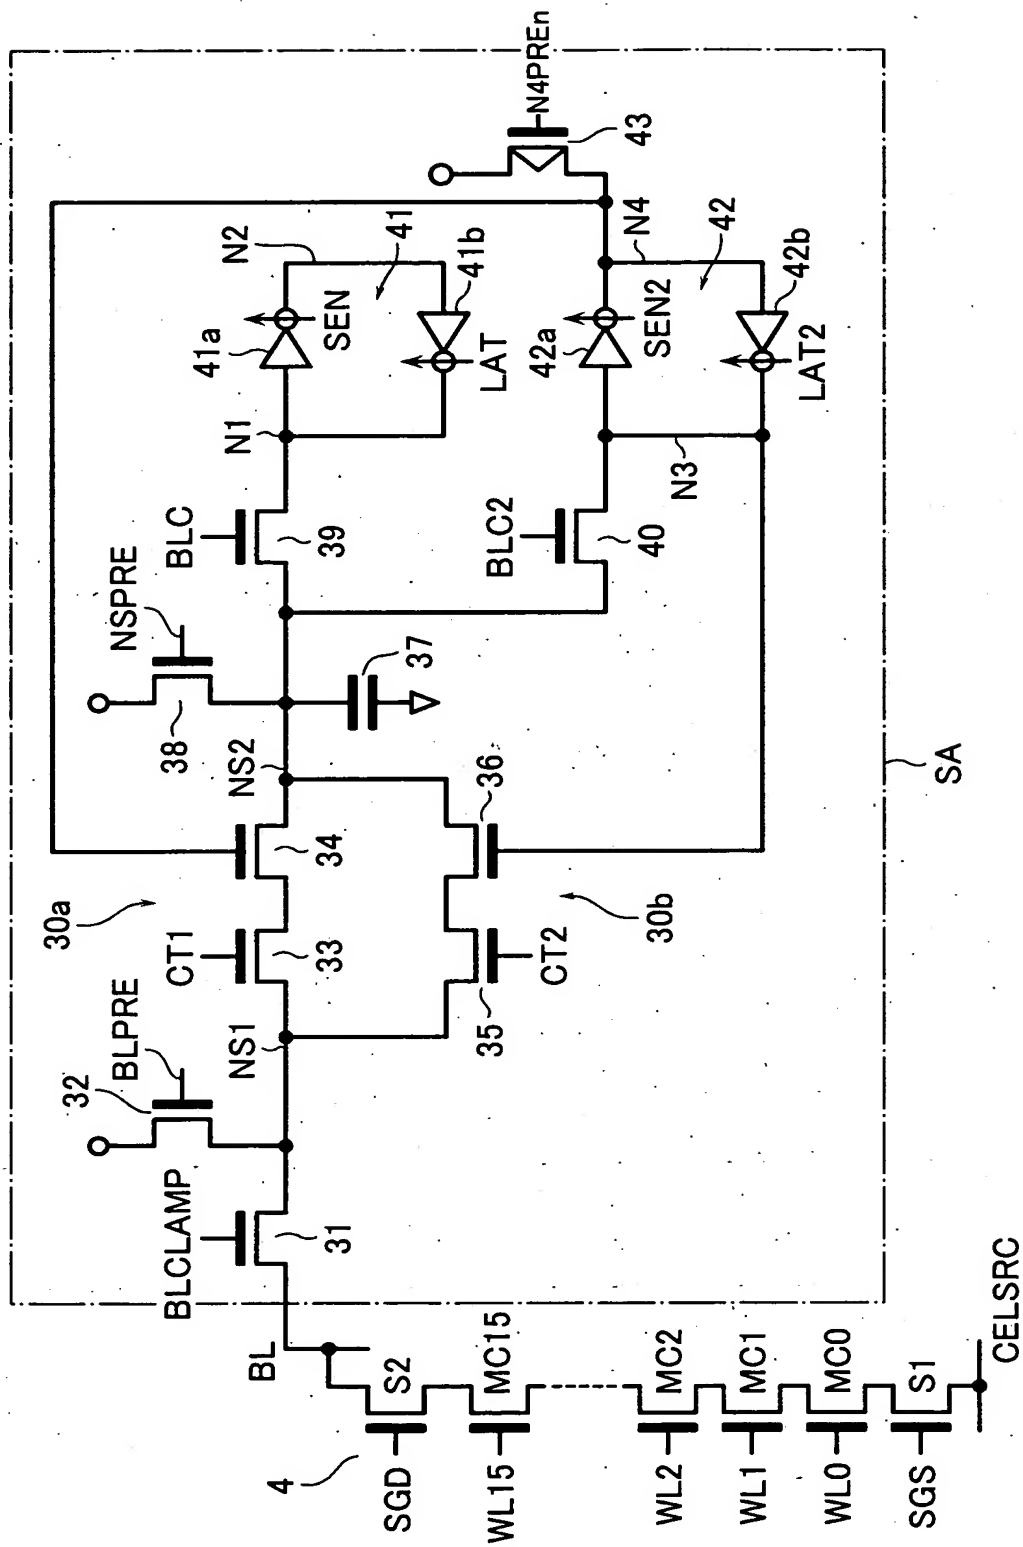 SA
N4PREn
43
N2
41
41a
SEN
41b
LAT
N1
N4
42
42a
SEN2
42b
LAT2
N3
BLC
39
BLC2
40
NSPRE
38
37
NS2
30a
34
36
CT1
33
30b
CT2
35
NS1
BLPRE
32
BLCLAMP
31
BL
4
SGD
S2
WL15
MC15
WL2
MC2
WL1
MC1
WL0
MC0
SGS
S1
CELSRC